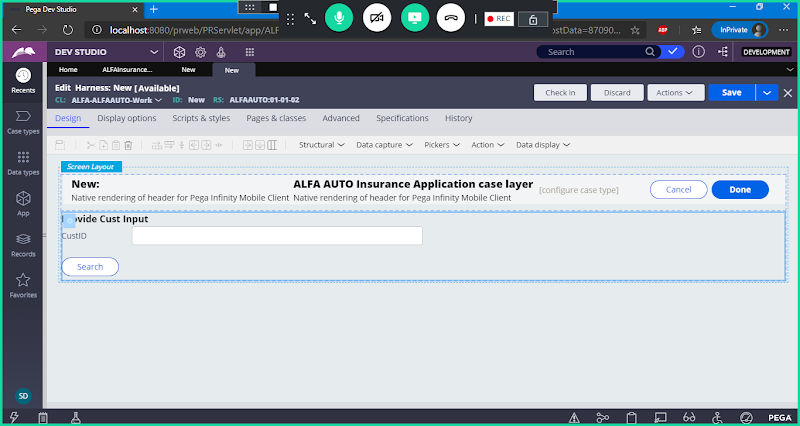 Pega Dev Studio
REC
localhost:8080/prweb/PRServlet/app/ALF
ostData=87090...
ABP
InPrivate
DEV STUDIO
Search
DEVELOPMENT
Home
ALFAInsurance...
New
New
Recents
Case types
Data types
App
Records
Favorites
SD
Edit Harness: New [Available]
CL: ALFA-ALFAAUTO-Work ID: New RS: ALFAAUTO:01-01-02
Check in
Discard
Actions
Save
Design
Display options
Scripts & styles
Pages & classes
Advanced
Specifications
History
Structural
Data capture
Pickers
Action
Data display
Screen Layout
New:
ALFA AUTO Insurance Application case layer
[configure case type]
Cancel
Done
Native rendering of header for Pega Infinity Mobile Client
Native rendering of header for Pega Infinity Mobile Client
Cust Input
CustID
Search
PEGA